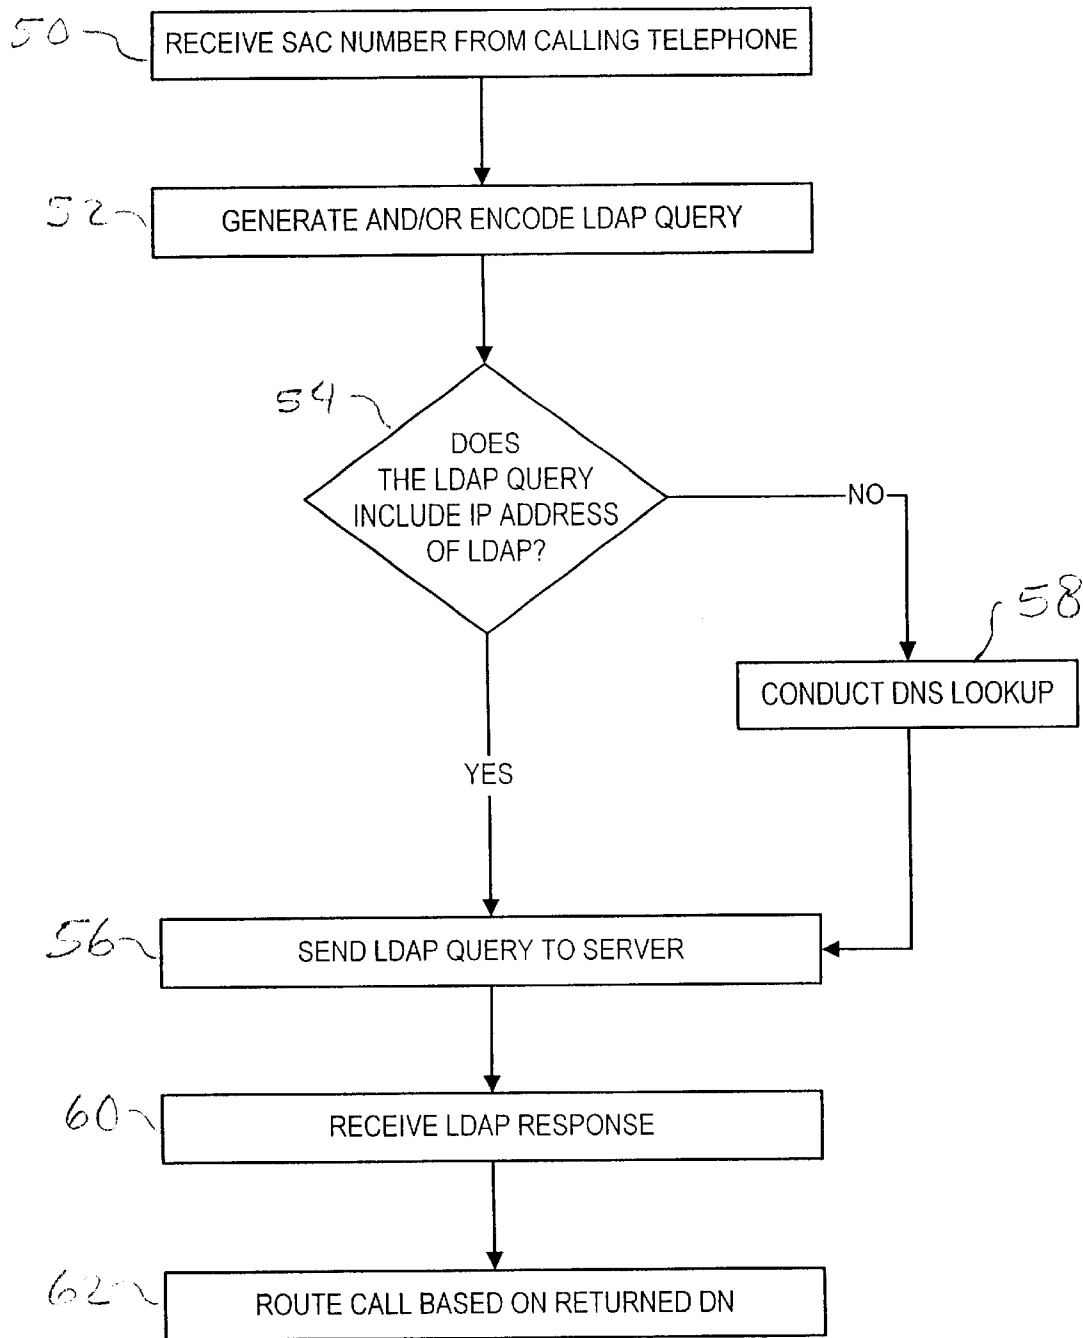 50
RECEIVE SAC NUMBER FROM CALLING TELEPHONE
52
GENERATE AND/OR ENCODE LDAP QUERY
54
DOES
THE LDAP QUERY
INCLUDE IP ADDRESS
OF LDAP?
NO
58
CONDUCT DNS LOOKUP
YES
56
SEND LDAP QUERY TO SERVER
60
RECEIVE LDAP RESPONSE
62
ROUTE CALL BASED ON RETURNED DN